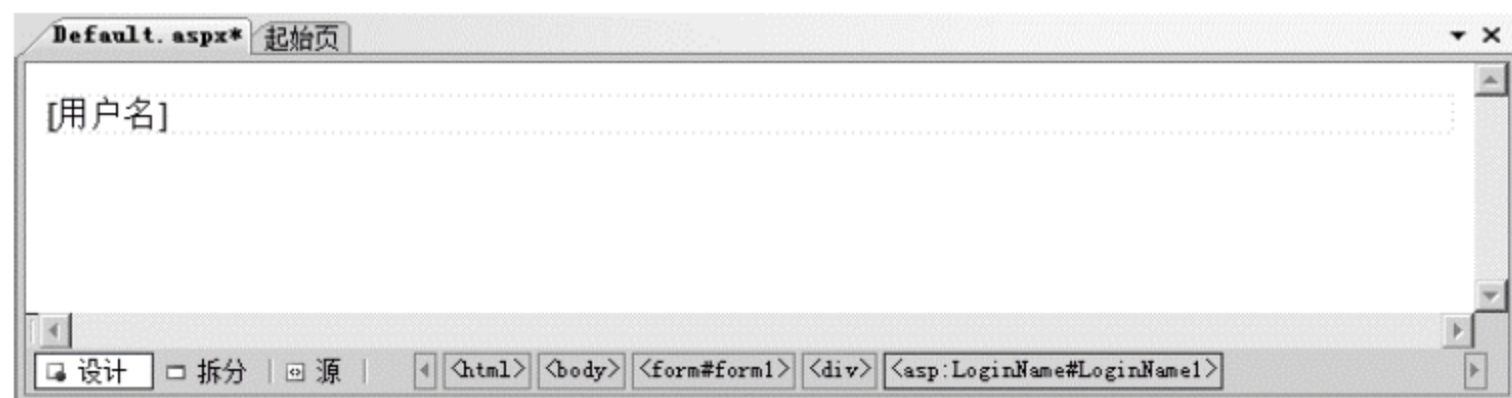 Default.aspx* 起始页
[用户名]
设计 拆分 源 <html> <body> <form#form1> <div> <asp:LoginName#LoginName1>